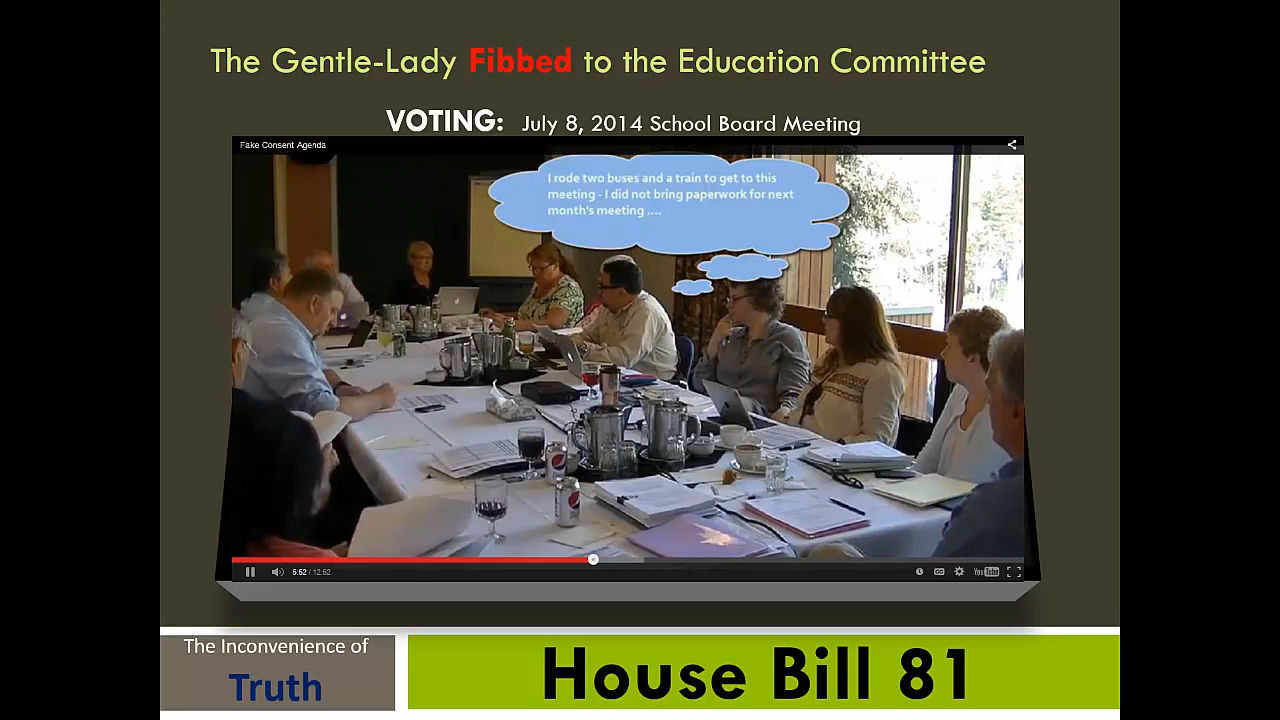 The Gentle-Lady Fibbed to the Education Committee
VOTING: July 8, 2014 School Board Meeting
Fake Consent Agenda
I rode two buses and a train to get to this
meeting - I did not bring paperwork for next
month's meeting ....
5:52 / 12:52
CC
YouTube
The Inconvenience of
Truth
House Bill 81